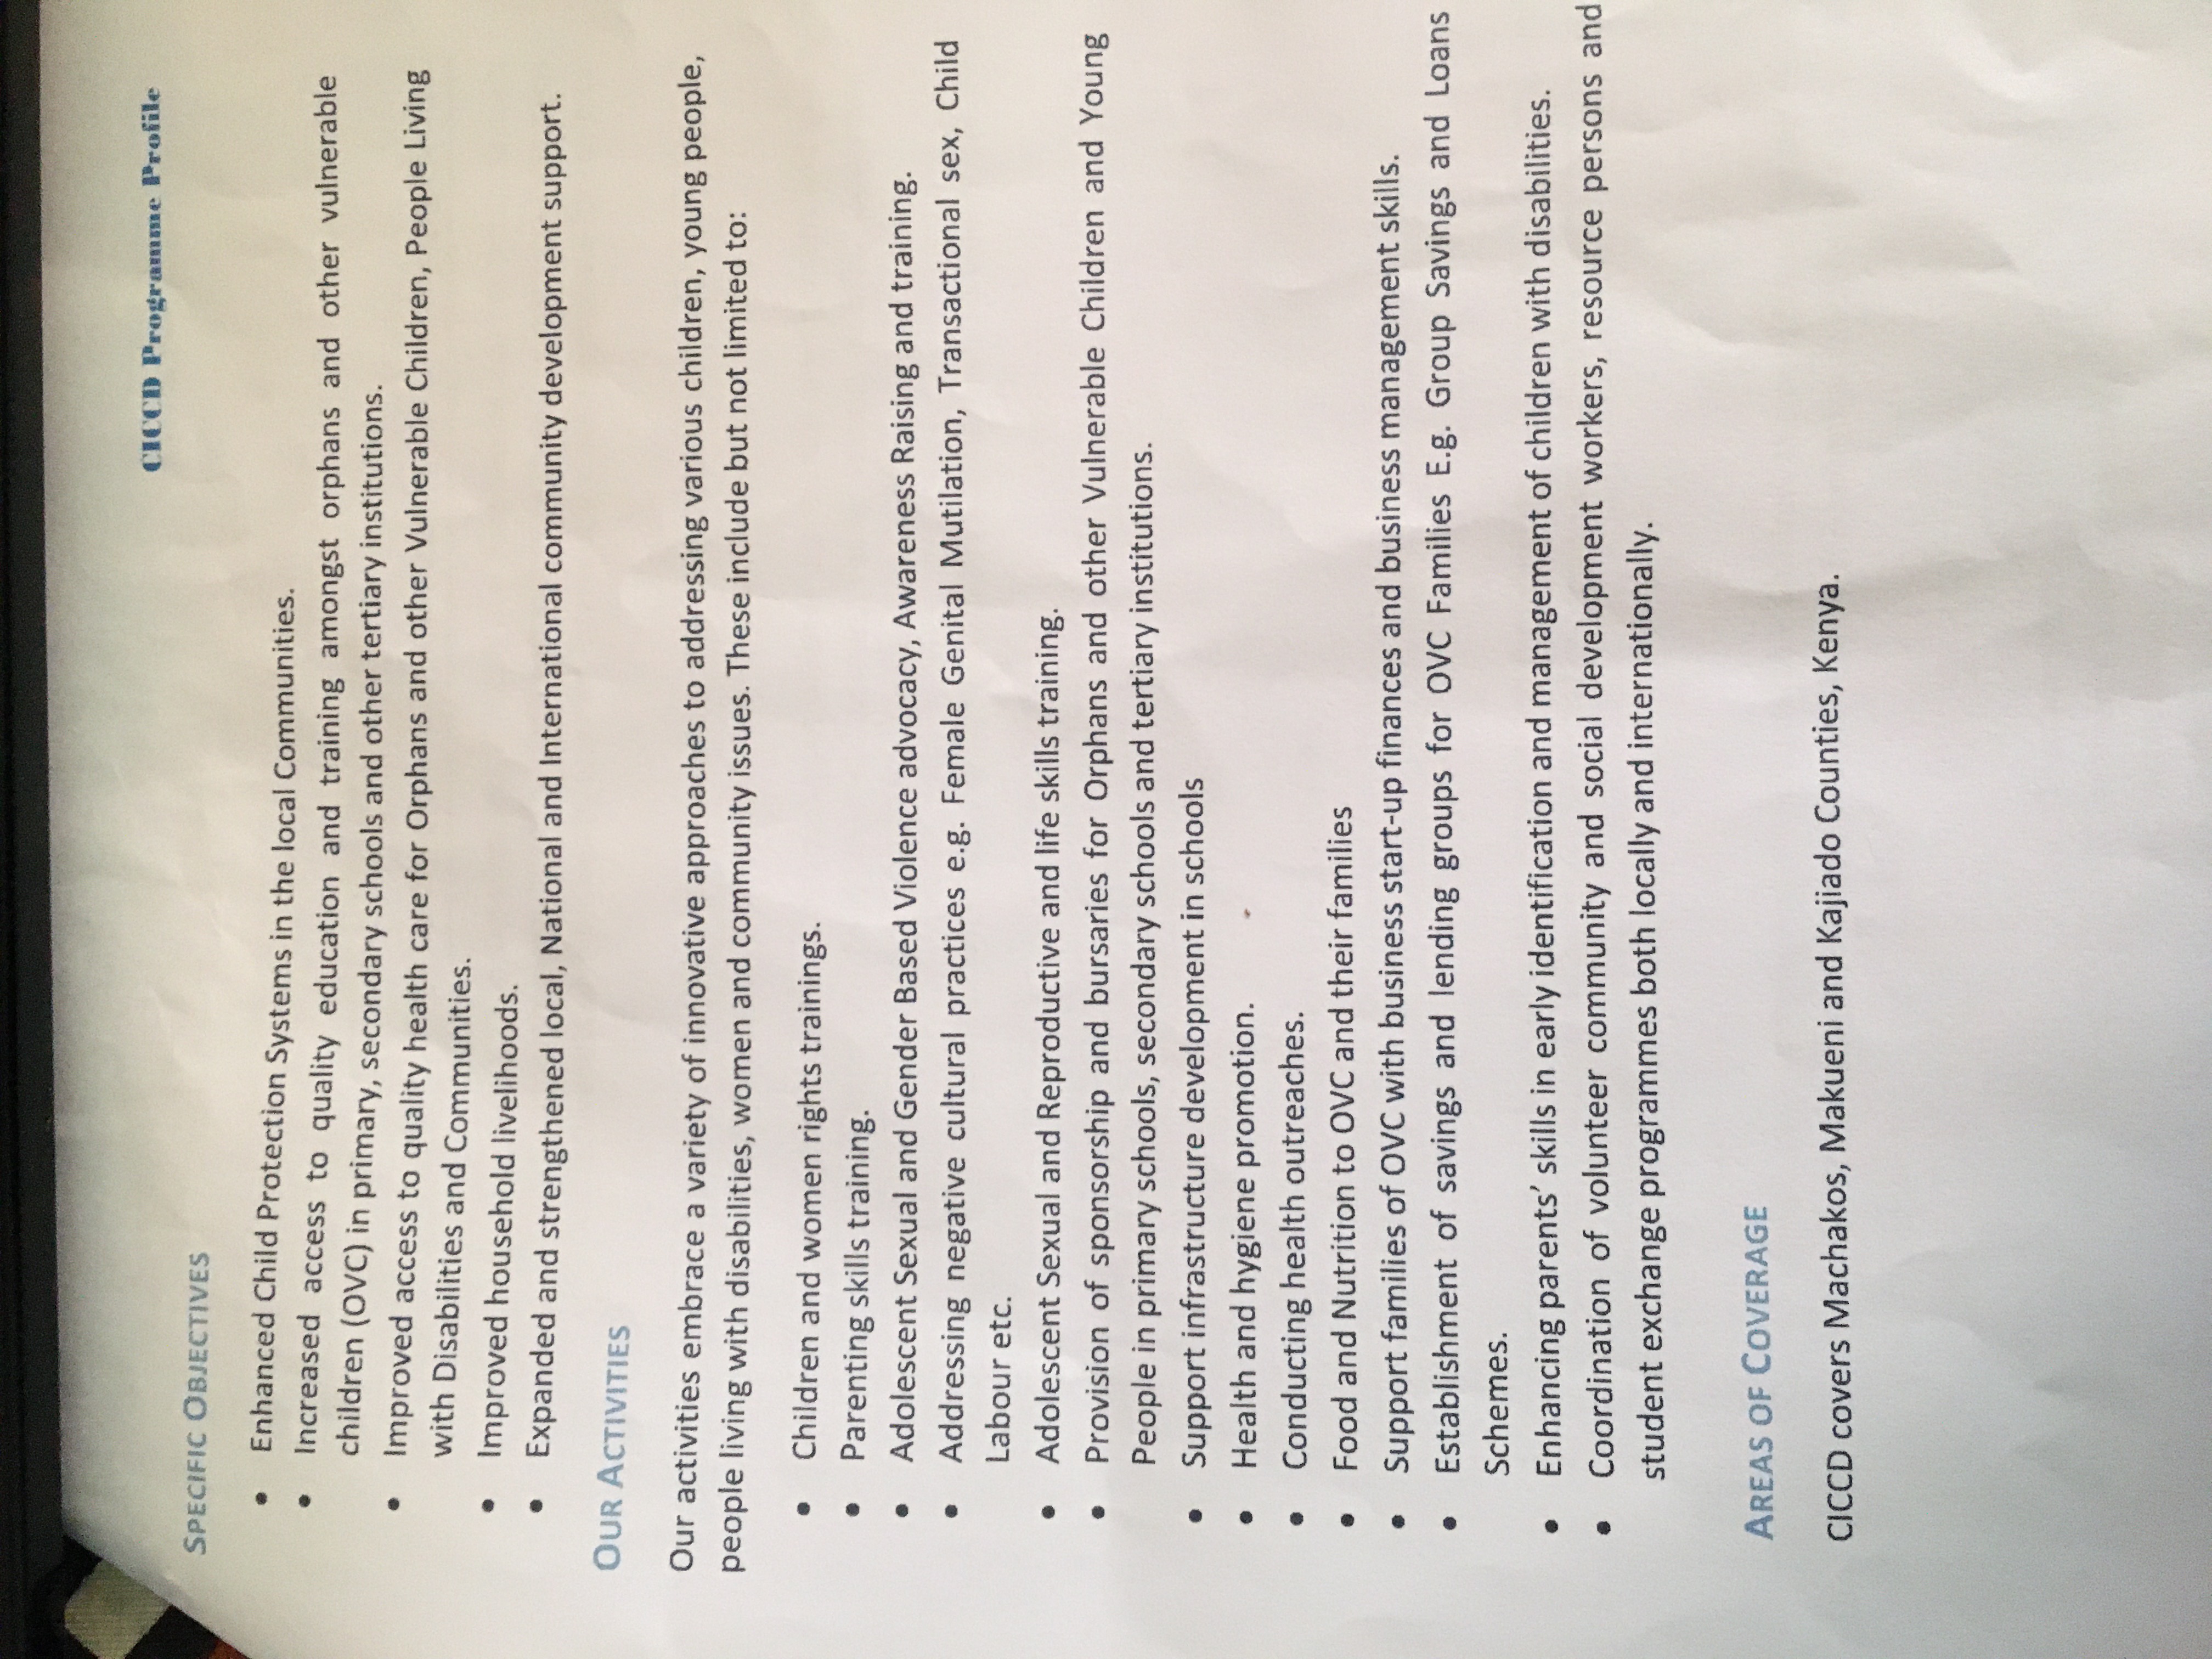 CICCD Programme Profile
SPECIFIC OBJECTIVES
• Enhanced Child Protection Systems in the local Communities.
• Increased access to quality education and training amongst orphans and other vulnerable
children (OVC) in primary, secondary schools and other tertiary institutions.
• Improved access to quality health care for Orphans and other Vulnerable Children, People Living
with Disabilities and Communities.
• Improved household livelihoods.
• Expanded and strengthened local, National and International community development support.
OUR ACTIVITIES
Our activities embrace a variety of innovative approaches to addressing various children, young people,
people living with disabilities, women and community issues. These include but not limited to:
• Children and women rights trainings.
• Parenting skills training.
• Adolescent Sexual and Gender Based Violence advocacy, Awareness Raising and training.
• Addressing negative cultural practices e.g. Female Genital Mutilation, Transactional sex, Child
Labour etc.
• Adolescent Sexual and Reproductive and life skills training.
• Provision of sponsorship and bursaries for Orphans and other Vulnerable Children and Young
People in primary schools, secondary schools and tertiary institutions.
• Support infrastructure development in schools
• Health and hygiene promotion.
• Conducting health outreaches.
• Food and Nutrition to OVC and their families
• Support families of OVC with business start-up finances and business management skills.
• Establishment of savings and lending groups for OVC Families E.g. Group Savings and Loans
Schemes.
• Enhancing parents’ skills in early identification and management of children with disabilities.
• Coordination of volunteer community and social development workers, resource persons and
student exchange programmes both locally and internationally.
AREAS OF COVERAGE
CICCD covers Machakos, Makueni and Kajiado Counties, Kenya.